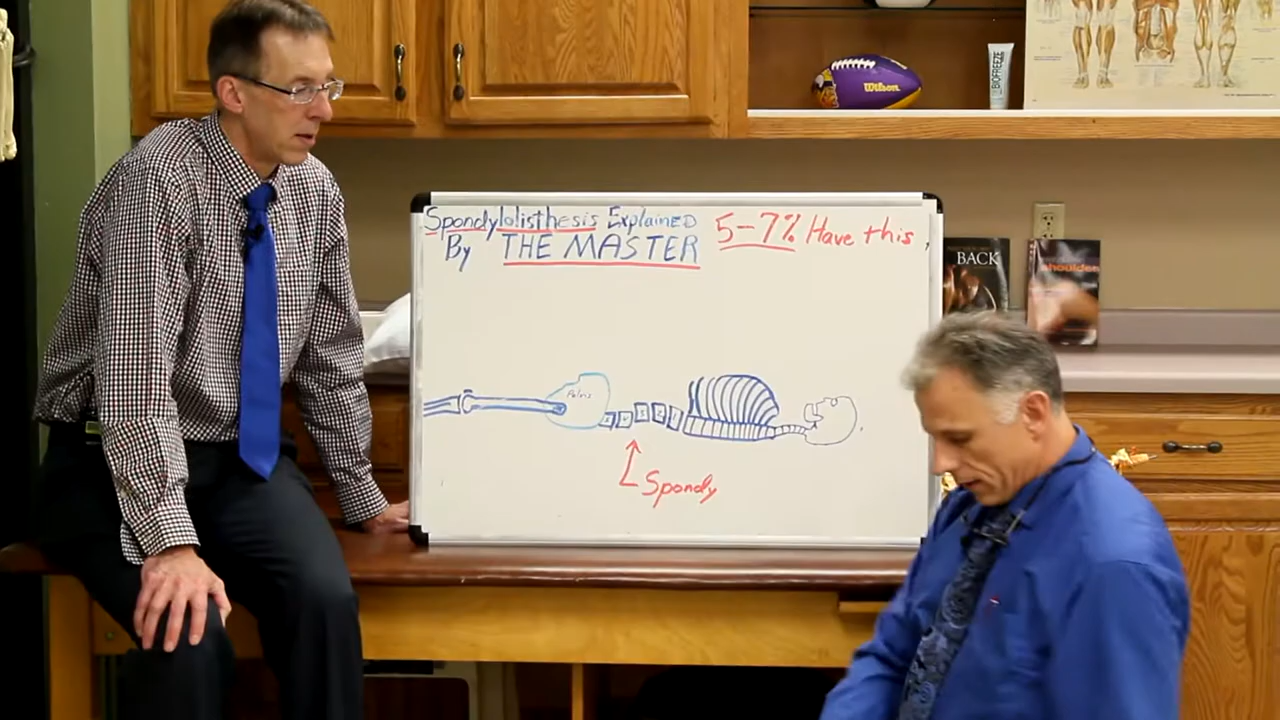 Wilson
BIOFREEZE
Spondylolisthesis Explained
By THE MASTER
5-7% Have this
BACK
shoulder
Pelvis
Spondy